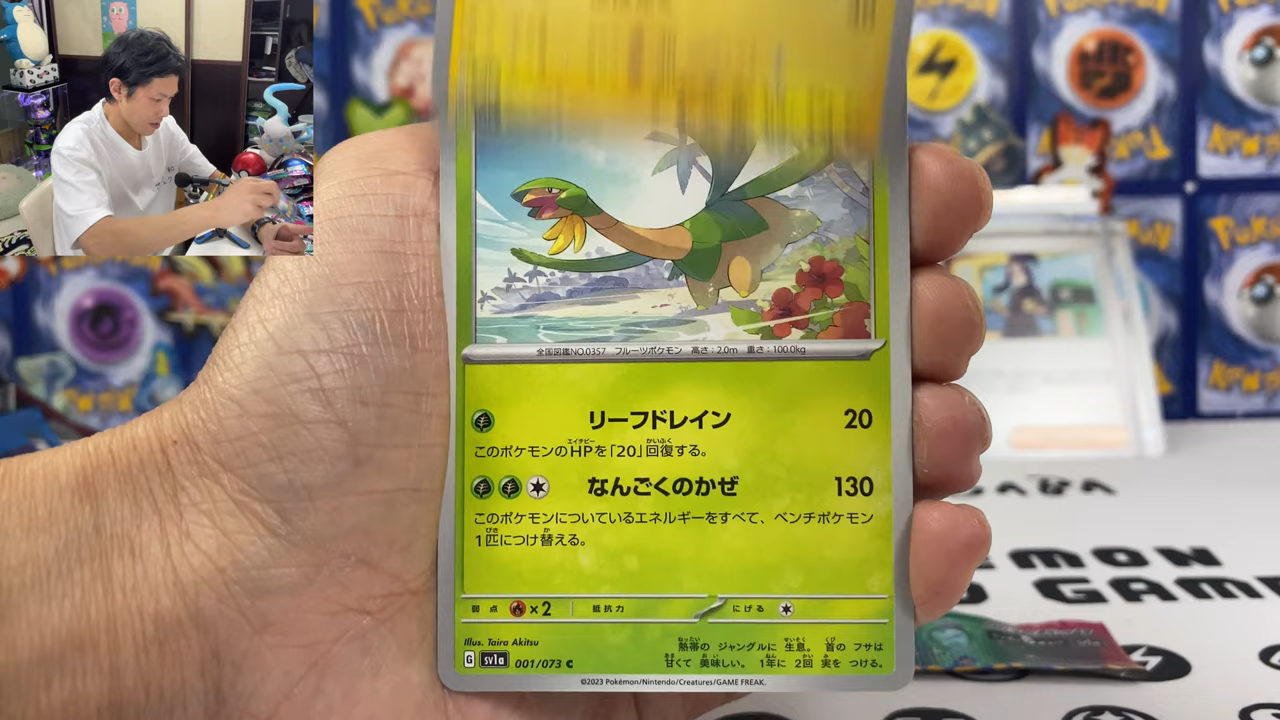 全国図鑑NO.0357 フルーツポケモン 高さ:2.0m 重さ:100.0kg
リーフドレイン 20
このポケモンのHPを「20」回復する。
なんごくのかぜ 130
このポケモンについているエネルギーをすべて、ベンチポケモン
1匹につけ替える。
弱点 ×2 抵抗力 にげる
Illus. Taira Akitsu
熱帯の ジャングルに 生息。 首の フサは
甘くて 美味しい。 1年に 2回 実を つける。
G sv1a 001/073 C
©2023 Pokémon/Nintendo/Creatures/GAME FREAK.